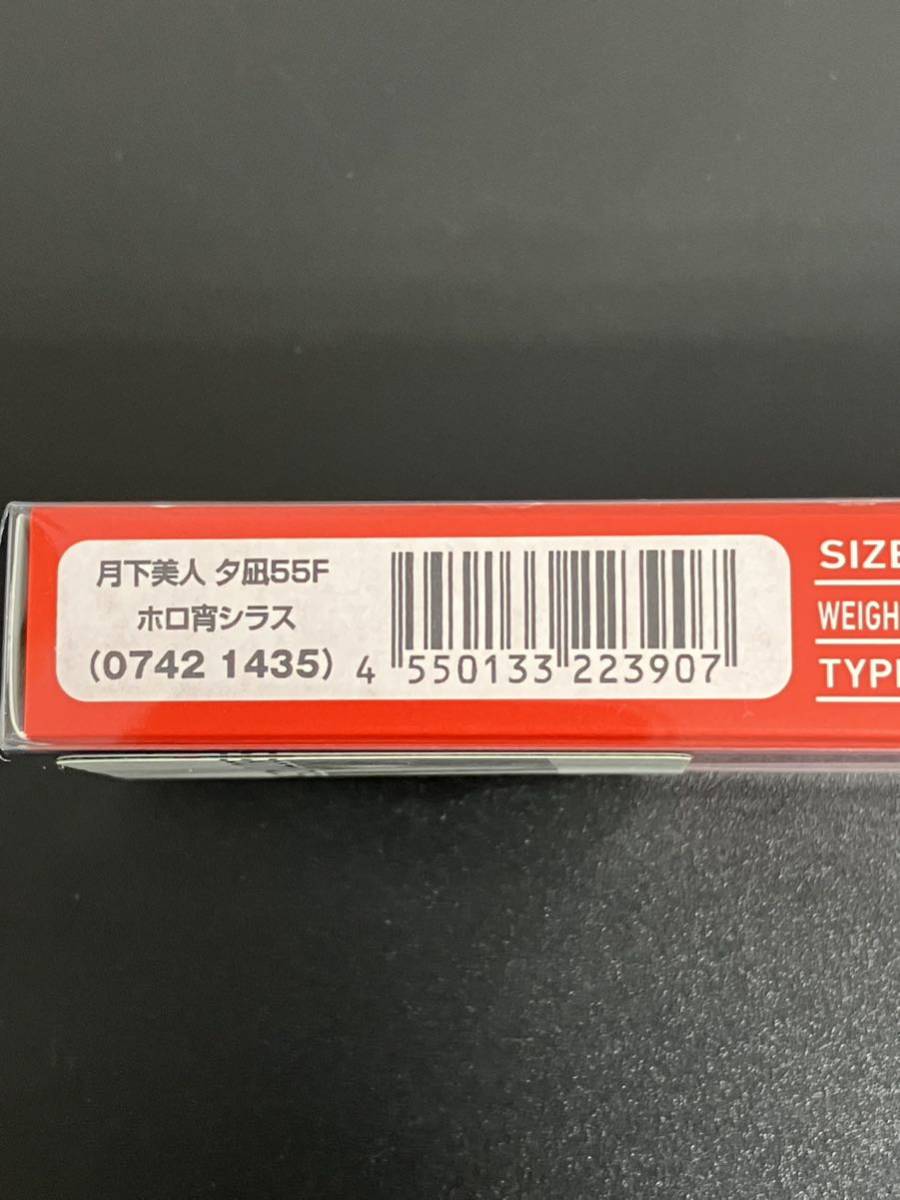 月下美人 夕凪55F
ホロ宵シラス
(0742 1435)
4 550133 223907
SIZE
WEIGH
TYPE